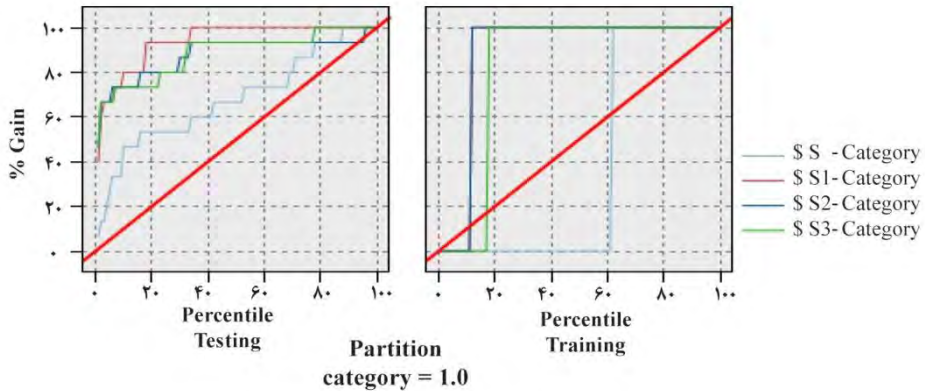 % Gain
۱۰۰
۸۰
۶۰
۴۰
۲۰
۰
۰ ۲۰ ۴۰ ۶۰ ۸۰ ۱۰۰
Percentile
Testing
۰ ۲۰ ۴۰ ۶۰ ۸۰ ۱۰۰
Percentile
Training
$ S - Category
$ S1- Category
$ S2- Category
$ S3- Category
Partition
category = 1.0